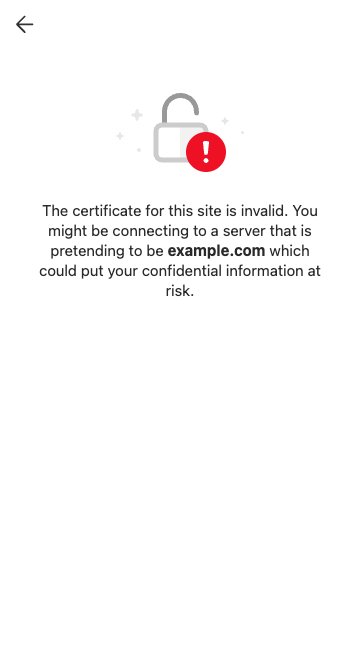 The certificate for this site is invalid. You
might be connecting to a server that is
pretending to be example.com which
could put your confidential information at
risk.